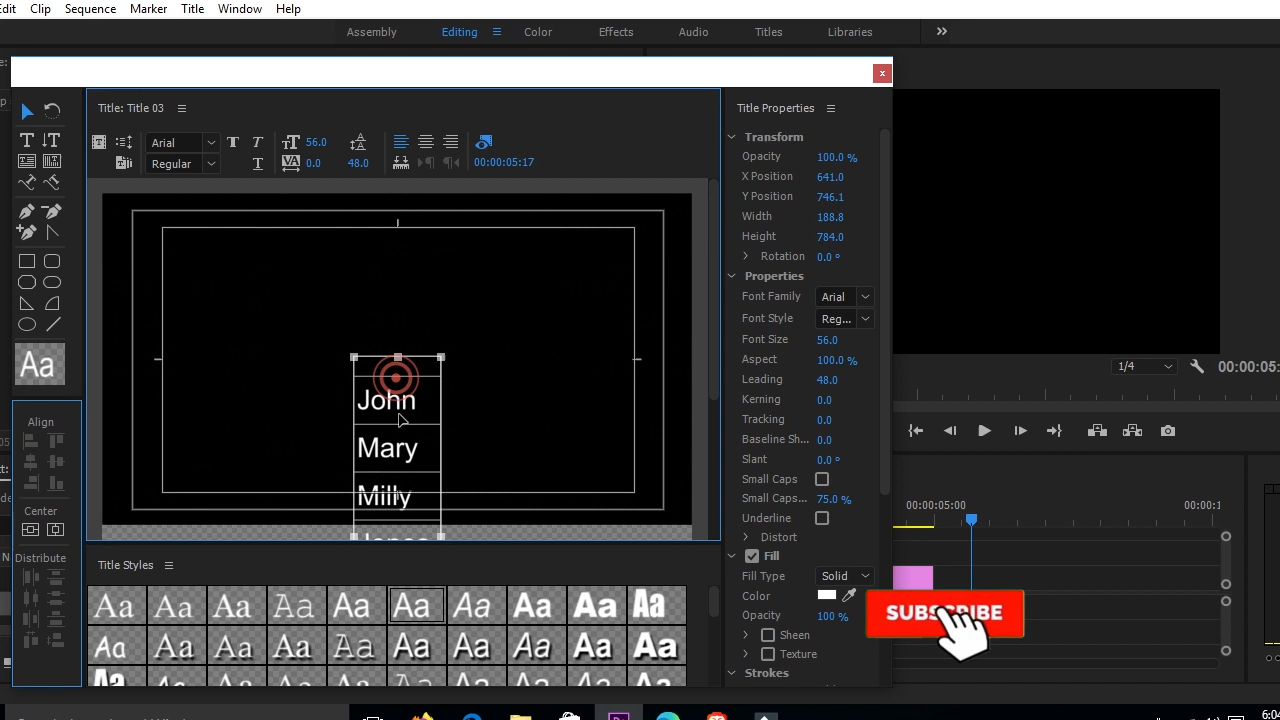 Clip Sequence Marker Title Window Help
Assembly Editing Color Effects Audio Titles Libraries
Title: Title 03
Arial
56.0
Regular
0.0
48.0
00:00:05:17
John
Mary
Milly
Align
Center
Distribute
Title Styles
Aa
Title Properties
Transform
Opacity 100.0 %
X Position 641.0
Y Position 746.1
Width 188.8
Height 784.0
Rotation 0.0 °
Properties
Font Family Arial
Font Style Reg...
Font Size 56.0
Aspect 100.0 %
Leading 48.0
Kerning 0.0
Tracking 0.0
Baseline Sh... 0.0
Slant 0.0 °
Small Caps
Small Caps... 75.0 %
Underline
Distort
Fill
Fill Type Solid
Color
Opacity 100 %
Sheen
Texture
Strokes
1/4
00:00:05:
00:00:05:00
SUBSCRIBE